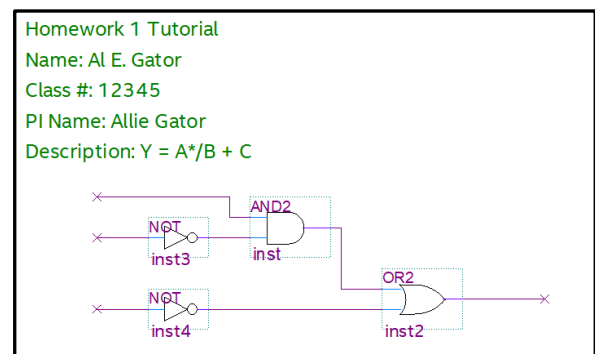 Homework 1 Tutorial
Name: Al E. Gator
Class #: 12345
PI Name: Allie Gator
Description: Y = A*/B + C
AND2
NOT
inst
inst3
OR2
NOT
inst2
inst4